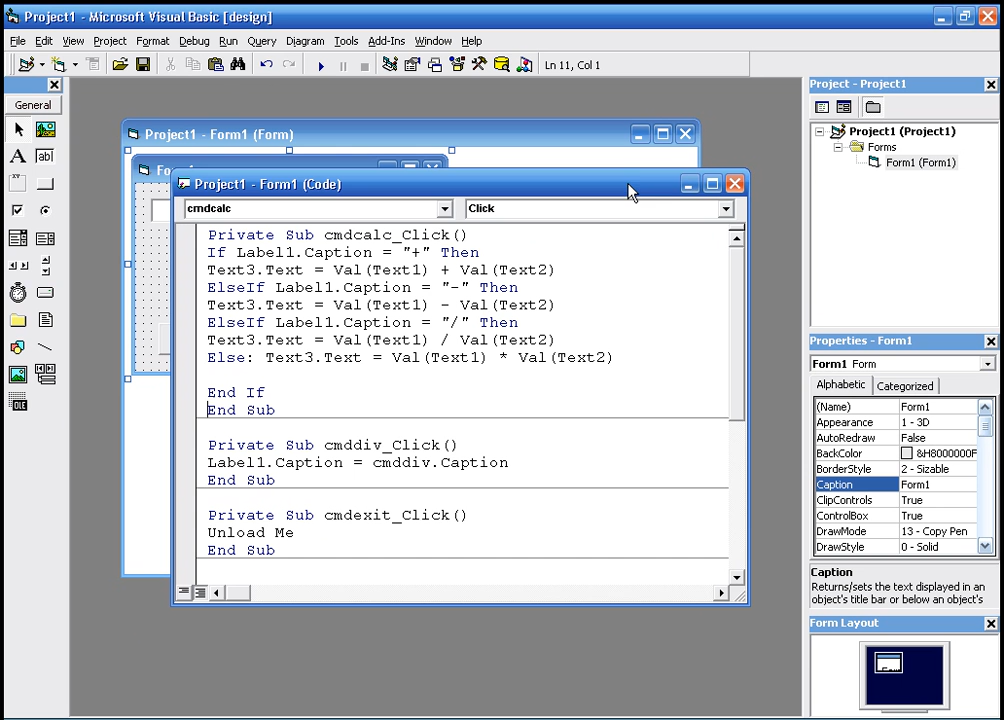 Project1 - Microsoft Visual Basic [design]
File Edit View Project Format Debug Run Query Diagram Tools Add-Ins Window Help
Ln 11, Col 1
General
A
ab|
OLE
Project1 - Form1 (Form)
Project1 - Form1 (Code)
cmdcalc
Click
Private Sub cmdcalc_Click()
If Label1.Caption = "+" Then
Text3.Text = Val(Text1) + Val(Text2)
ElseIf Label1.Caption = "-" Then
Text3.Text = Val(Text1) - Val(Text2)
ElseIf Label1.Caption = "/" Then
Text3.Text = Val(Text1) / Val(Text2)
Else: Text3.Text = Val(Text1) * Val(Text2)
End If
End Sub
Private Sub cmddiv_Click()
Label1.Caption = cmddiv.Caption
End Sub
Private Sub cmdexit_Click()
Unload Me
End Sub
Project - Project1
Project1 (Project1)
Forms
Form1 (Form1)
Properties - Form1
Form1 Form
Alphabetic Categorized
(Name) Form1
Appearance 1 - 3D
AutoRedraw False
BackColor &H8000000F
BorderStyle 2 - Sizable
Caption Form1
ClipControls True
ControlBox True
DrawMode 13 - Copy Pen
DrawStyle 0 - Solid
Caption
Returns/sets the text displayed in an
object's title bar or below an object's
Form Layout